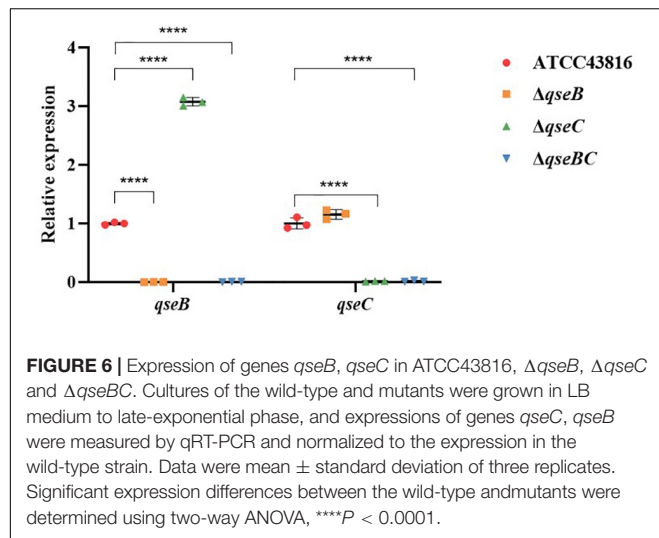 ****
****
****
****
****
****
Relative expression
4
3
2
1
0
qseB
qseC
ATCC43816
ΔqseB
ΔqseC
ΔqseBC
FIGURE 6 | Expression of genes qseB, qseC in ATCC43816, ΔqseB, ΔqseC
and ΔqseBC. Cultures of the wild-type and mutants were grown in LB
medium to late-exponential phase, and expressions of genes qseC, qseB
were measured by qRT-PCR and normalized to the expression in the
wild-type strain. Data were mean ± standard deviation of three replicates.
Significant expression differences between the wild-type andmutants were
determined using two-way ANOVA, ****P < 0.0001.